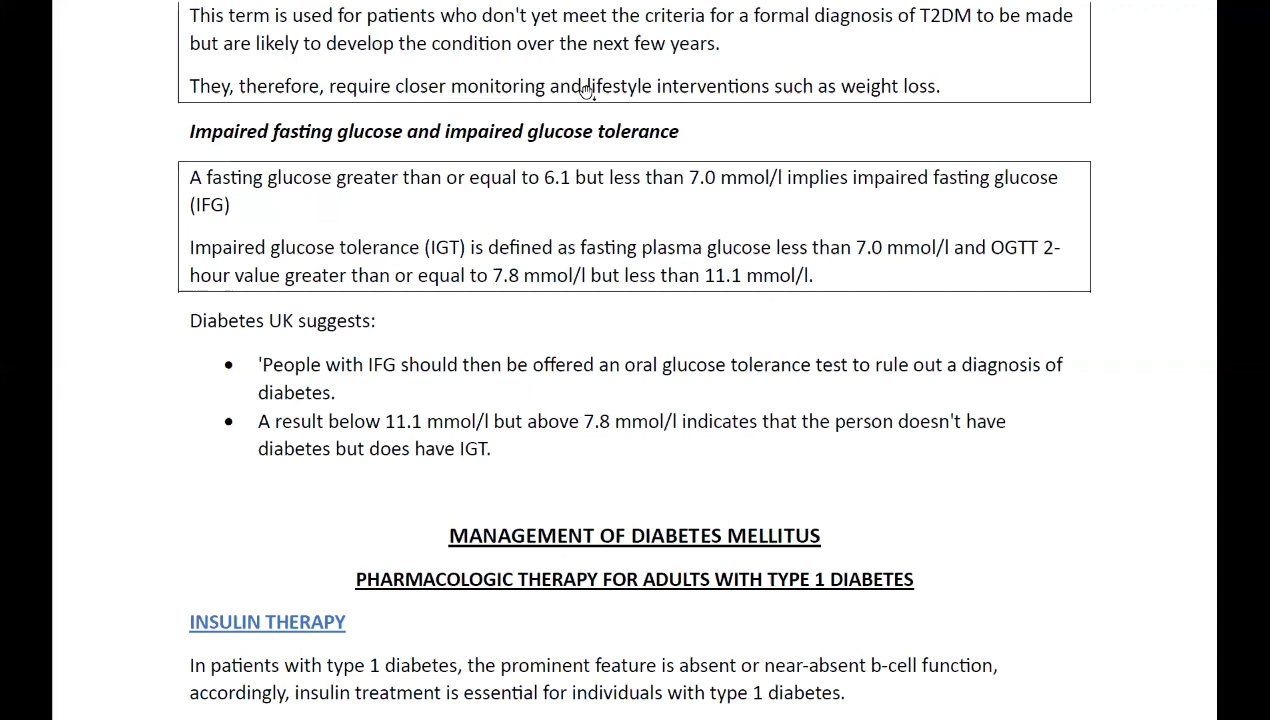 This term is used for patients who don't yet meet the criteria for a formal diagnosis of T2DM to be made
but are likely to develop the condition over the next few years.
They, therefore, require closer monitoring and lifestyle interventions such as weight loss.
Impaired fasting glucose and impaired glucose tolerance
A fasting glucose greater than or equal to 6.1 but less than 7.0 mmol/l implies impaired fasting glucose
(IFG)
Impaired glucose tolerance (IGT) is defined as fasting plasma glucose less than 7.0 mmol/l and OGTT 2-
hour value greater than or equal to 7.8 mmol/l but less than 11.1 mmol/l.
Diabetes UK suggests:
• 'People with IFG should then be offered an oral glucose tolerance test to rule out a diagnosis of
diabetes.
• A result below 11.1 mmol/l but above 7.8 mmol/l indicates that the person doesn't have
diabetes but does have IGT.
MANAGEMENT OF DIABETES MELLITUS
PHARMACOLOGIC THERAPY FOR ADULTS WITH TYPE 1 DIABETES
INSULIN THERAPY
In patients with type 1 diabetes, the prominent feature is absent or near-absent b-cell function,
accordingly, insulin treatment is essential for individuals with type 1 diabetes.